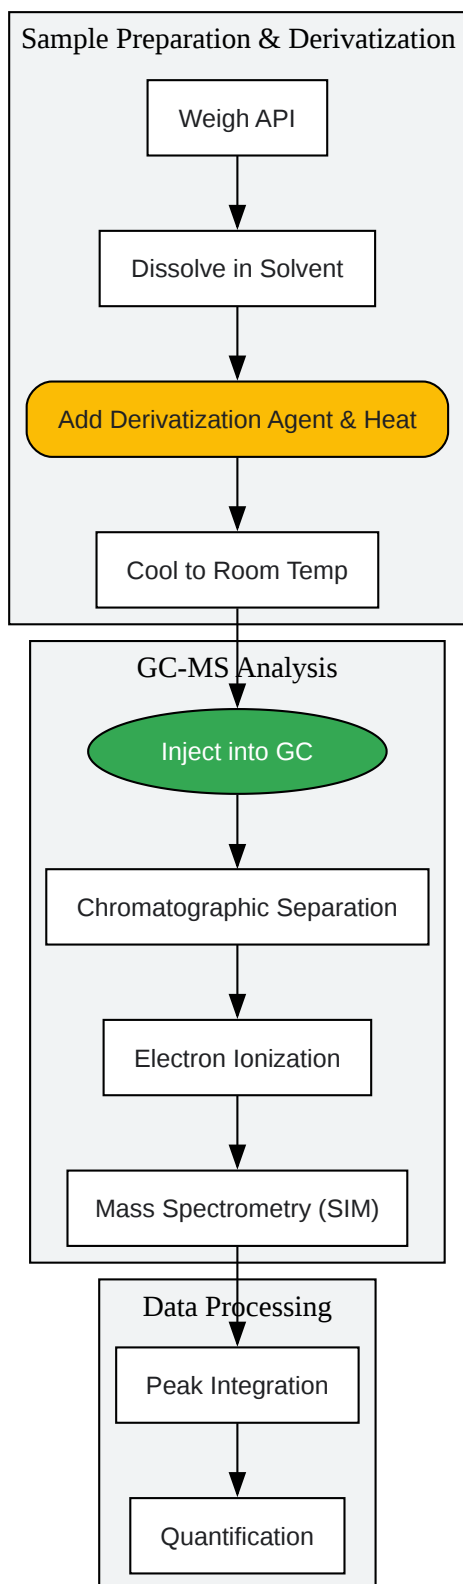 Sample Preparation & Derivatization
Weigh API
Dissolve in Solvent
Add Derivatization Agent & Heat
Cool to Room Temp
GC-MS Analysis
Inject into GC
Chromatographic Separation
Electron Ionization
Mass Spectrometry (SIM)
Data Processing
Peak Integration
Quantification